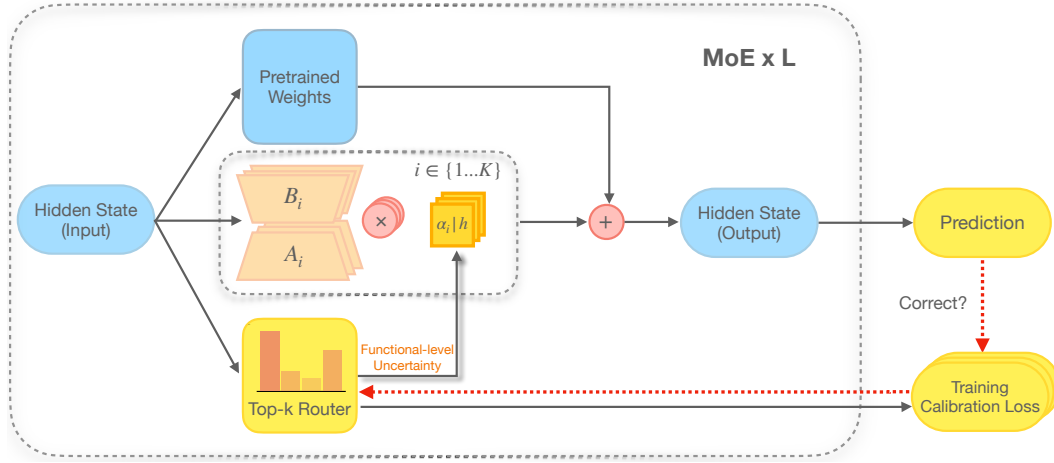 MoE x L
Pretrained
Weights
i ∈ {1...K}
Hidden State
(Input)
B_i
×
α_i | h
A_i
+
Hidden State
(Output)
Prediction
Correct?
Functional-level
Uncertainty
Top-k Router
Training
Calibration Loss